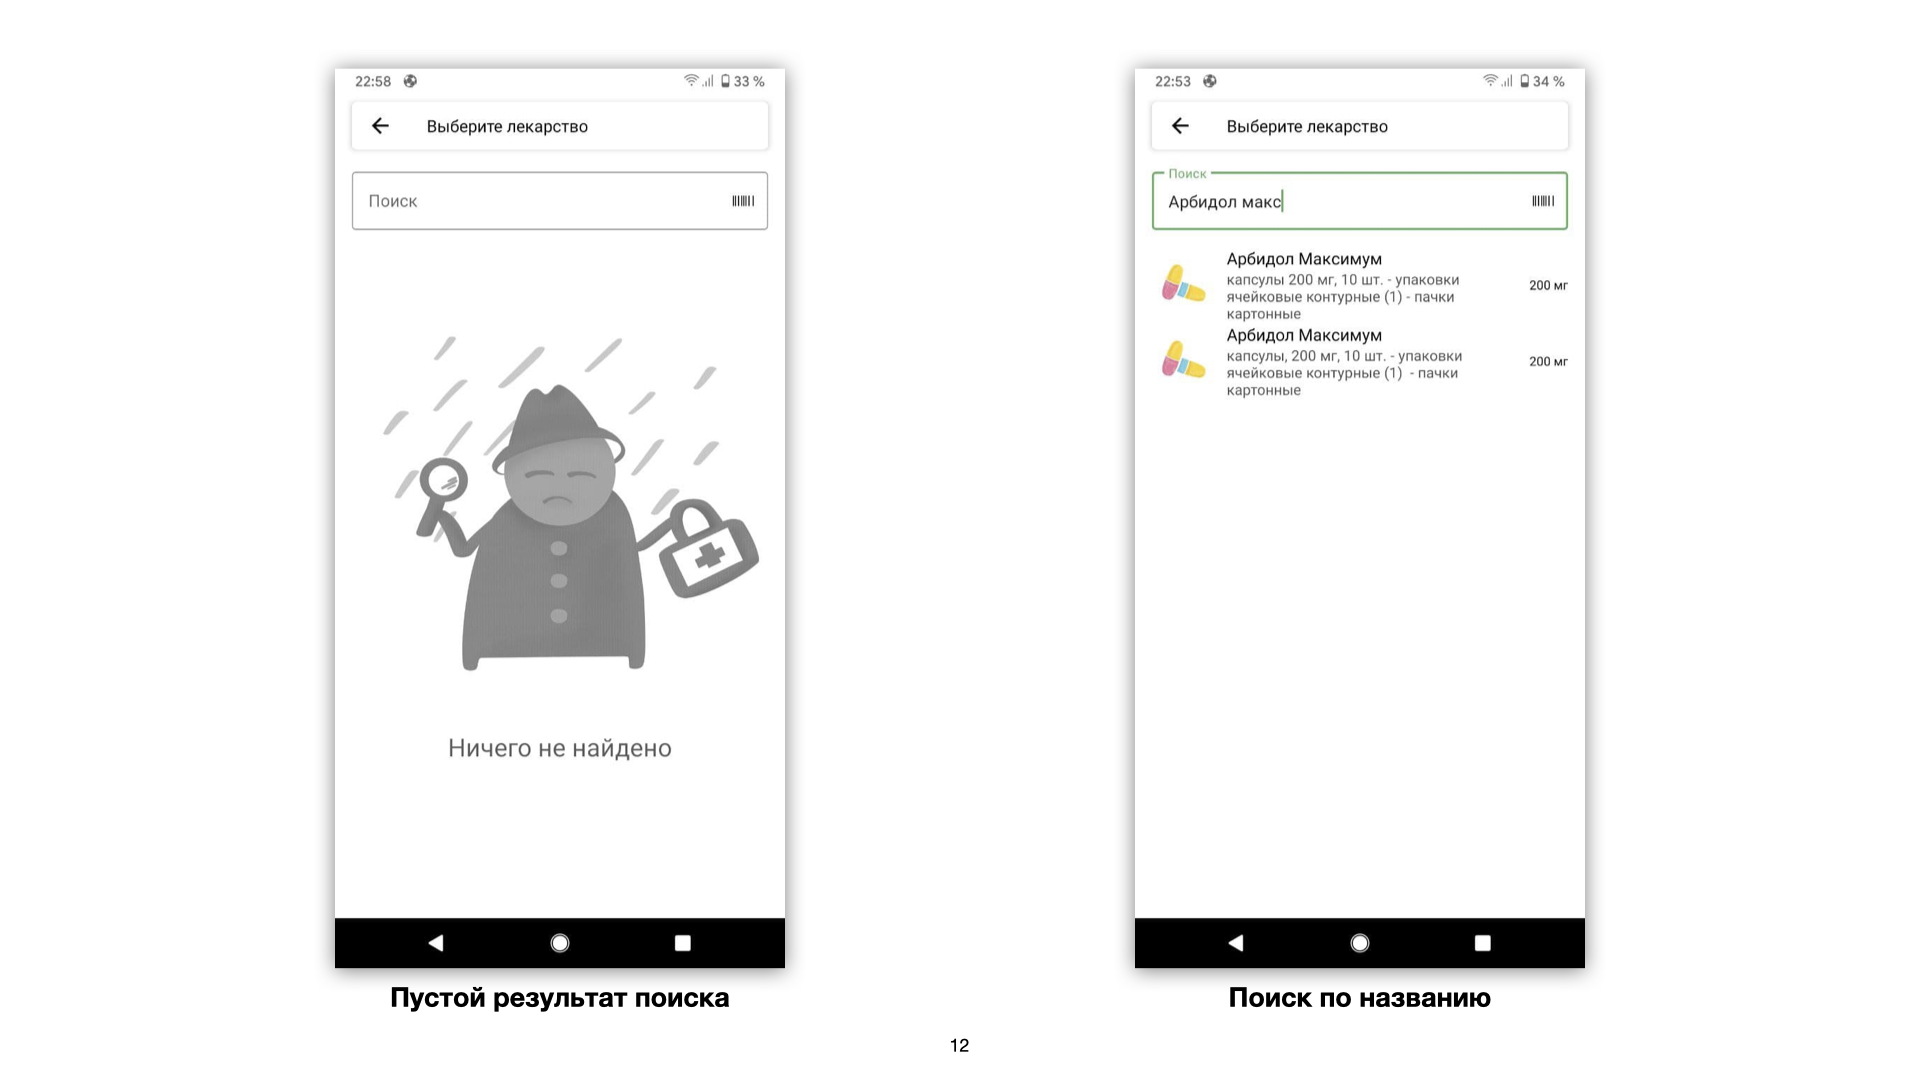 22:58
33 %
Выберите лекарство
Поиск
Ничего не найдено
Пустой результат поиска
22:53
34 %
Выберите лекарство
Поиск
Арбидол макс
Арбидол Максимум
капсулы 200 мг, 10 шт. - упаковки
ячейковые контурные (1) - пачки
картонные
200 мг
Арбидол Максимум
капсулы, 200 мг, 10 шт. - упаковки
ячейковые контурные (1)  - пачки
картонные
200 мг
Поиск по названию
12